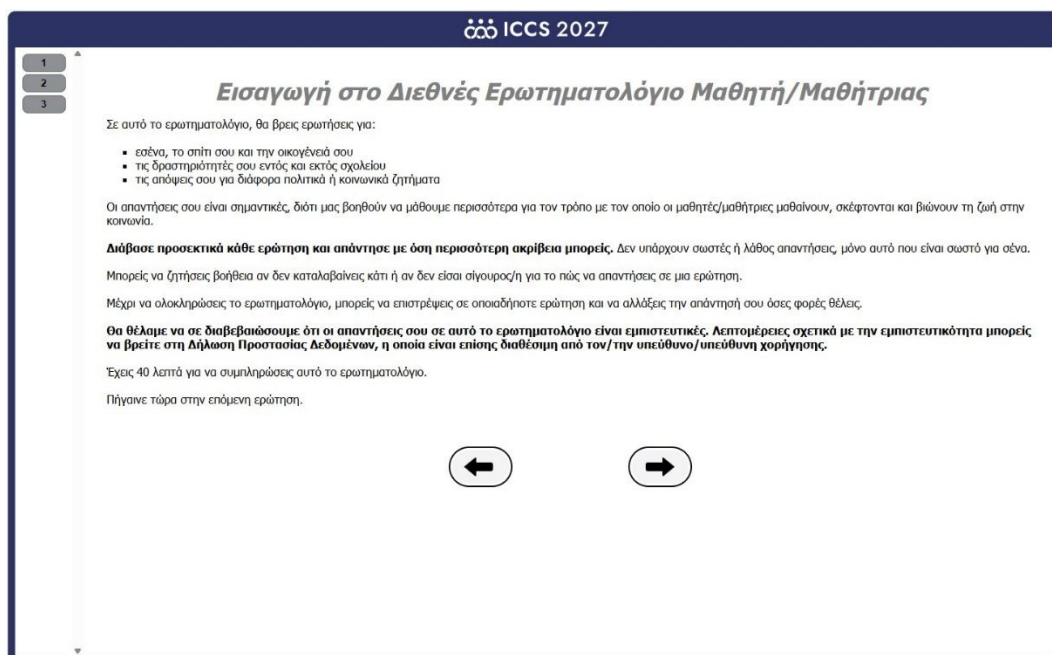 ICCS 2027
1
2
3
Εισαγωγή στο Διεθνές Ερωτηματολόγιο Μαθητή/Μαθήτριας
Σε αυτό το ερωτηματολόγιο, θα βρεις ερωτήσεις για:
▪ εσένα, το σπίτι σου και την οικογένειά σου
▪ τις δραστηριότητές σου εντός και εκτός σχολείου
▪ τις απόψεις σου για διάφορα πολιτικά ή κοινωνικά ζητήματα
Οι απαντήσεις σου είναι σημαντικές, διότι μας βοηθούν να μάθουμε περισσότερα για τον τρόπο με τον οποίο οι μαθητές/μαθήτριες μαθαίνουν, σκέφτονται και βιώνουν τη ζωή στην
κοινωνία.
Διάβασε προσεκτικά κάθε ερώτηση και απάντησε με όση περισσότερη ακρίβεια μπορείς. Δεν υπάρχουν σωστές ή λάθος απαντήσεις, μόνο αυτό που είναι σωστό για σένα.
Μπορείς να ζητήσεις βοήθεια αν δεν καταλαβαίνεις κάτι ή αν δεν είσαι σίγουρος/η για το πώς να απαντήσεις σε μια ερώτηση.
Μέχρι να ολοκληρώσεις το ερωτηματολόγιο, μπορείς να επιστρέψεις σε οποιαδήποτε ερώτηση και να αλλάξεις την απάντησή σου όσες φορές θέλεις.
Θα θέλαμε να σε διαβεβαιώσουμε ότι οι απαντήσεις σου σε αυτό το ερωτηματολόγιο είναι εμπιστευτικές. Λεπτομέρειες σχετικά με την εμπιστευτικότητα μπορείς
να βρείτε στη Δήλωση Προστασίας Δεδομένων, η οποία είναι επίσης διαθέσιμη από τον/την υπεύθυνο/υπεύθυνη χορήγησης.
Έχεις 40 λεπτά για να συμπληρώσεις αυτό το ερωτηματολόγιο.
Πήγαινε τώρα στην επόμενη ερώτηση.